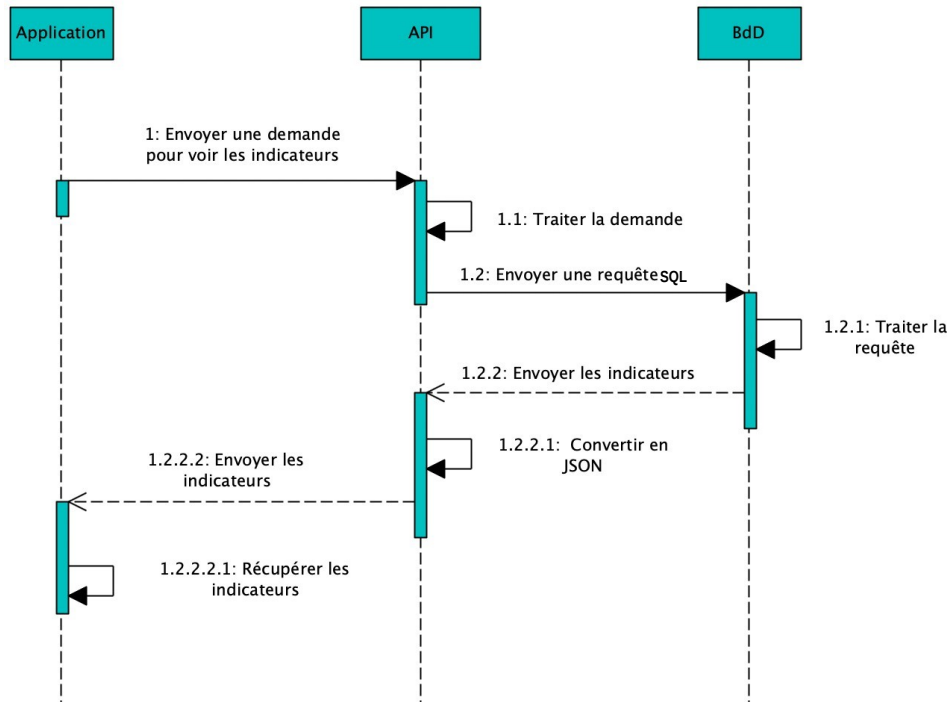 Application
API
BdD
1: Envoyer une demande
pour voir les indicateurs
1.1: Traiter la demande
1.2: Envoyer une requête SQL
1.2.1: Traiter la
requête
1.2.2: Envoyer les indicateurs
1.2.2.1: Convertir en
JSON
1.2.2.2: Envoyer les
indicateurs
1.2.2.2.1: Récupérer les
indicateurs